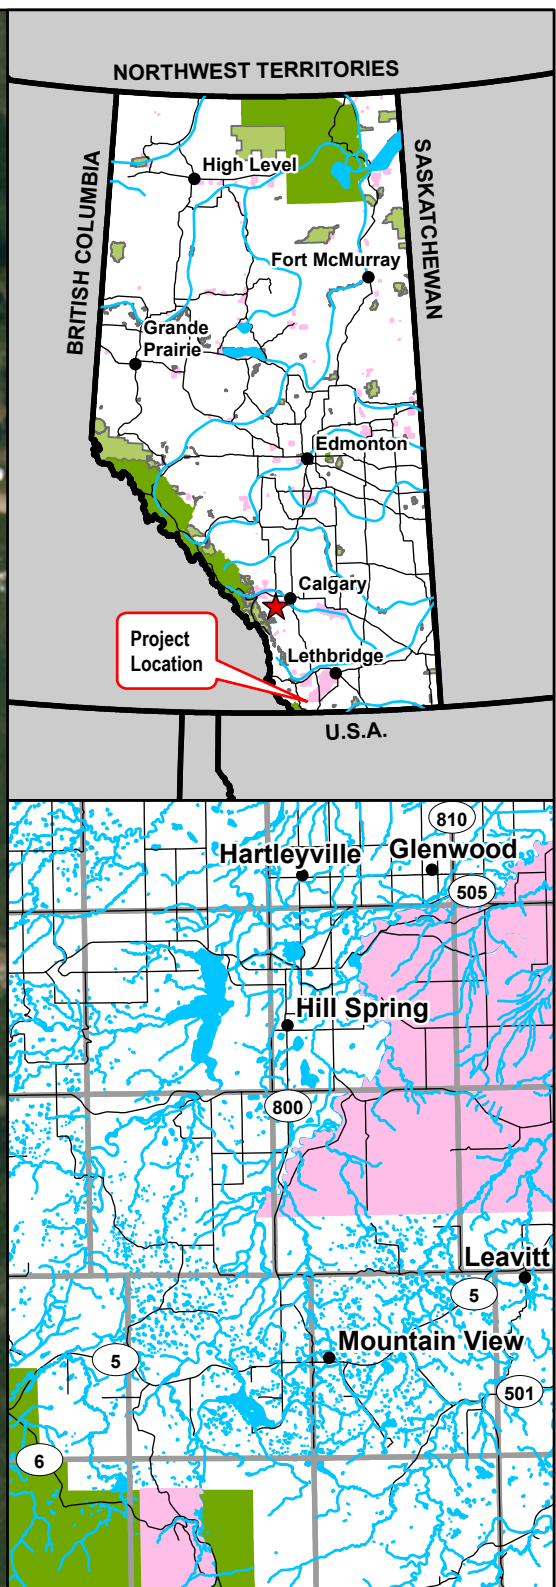 NORTHWEST TERRITORIES
BRITISH COLUMBIA
SASKATCHEWAN
High Level
Fort McMurray
Grande
Prairie
Edmonton
Calgary
Project
Location
Lethbridge
U.S.A.
810
Hartleyville
Glenwood
505
Hill Spring
800
Leavitt
5
Mountain View
5
501
6